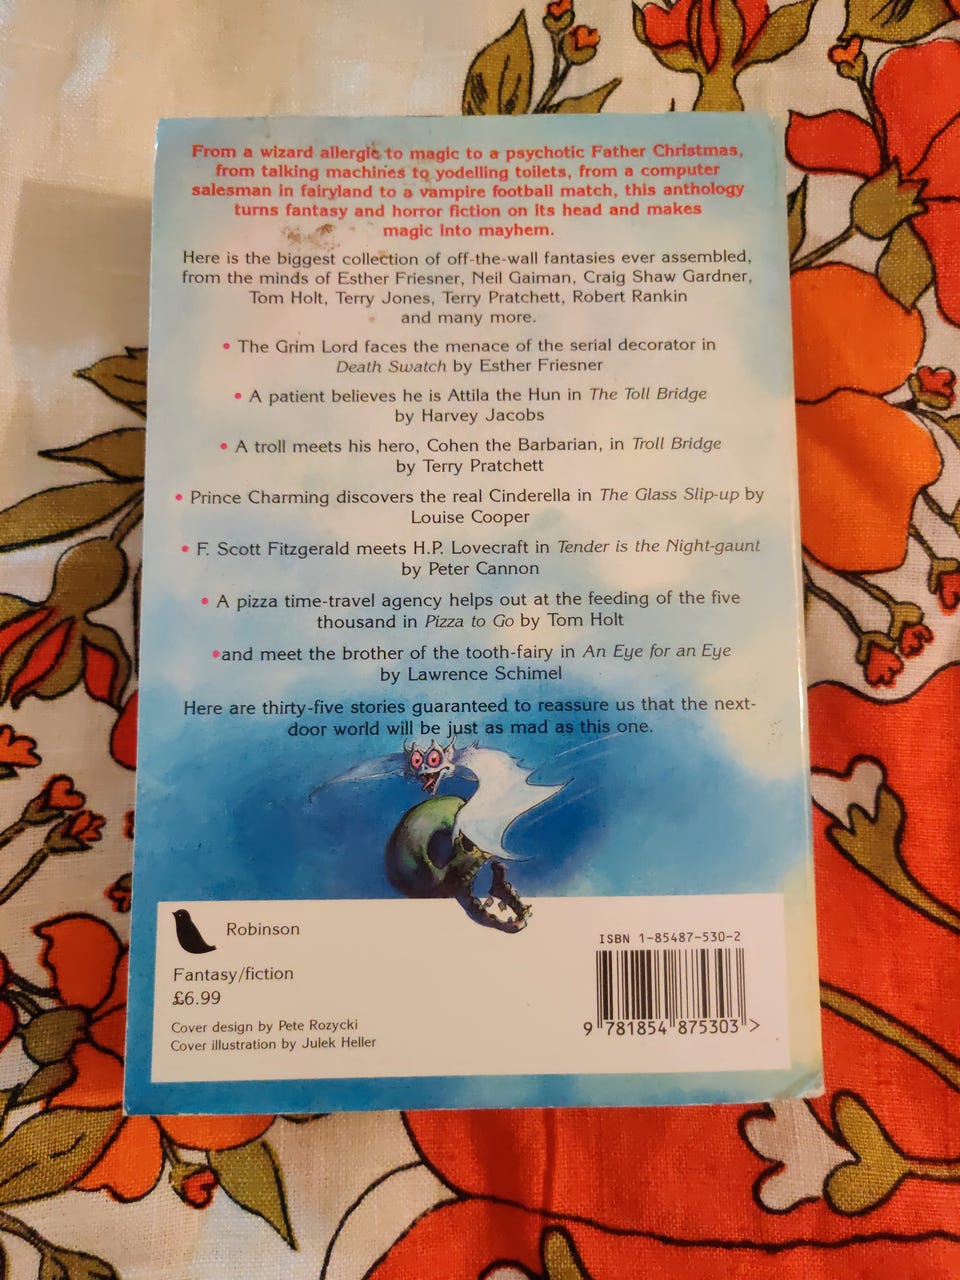 From a wizard allergic to magic to a psychotic Father Christmas,
from talking machines to yodelling toilets, from a computer
salesman in fairyland to a vampire football match, this anthology
turns fantasy and horror fiction on its head and makes
magic into mayhem.
Here is the biggest collection of off-the-wall fantasies ever assembled,
from the minds of Esther Friesner, Neil Gaiman, Craig Shaw Gardner,
Tom Holt, Terry Jones, Terry Pratchett, Robert Rankin
and many more.
• The Grim Lord faces the menace of the serial decorator in
Death Swatch by Esther Friesner
• A patient believes he is Attila the Hun in The Toll Bridge
by Harvey Jacobs
• A troll meets his hero, Cohen the Barbarian, in Troll Bridge
by Terry Pratchett
• Prince Charming discovers the real Cinderella in The Glass Slip-up by
Louise Cooper
• F. Scott Fitzgerald meets H.P. Lovecraft in Tender is the Night-gaunt
by Peter Cannon
• A pizza time-travel agency helps out at the feeding of the five
thousand in Pizza to Go by Tom Holt
•and meet the brother of the tooth-fairy in An Eye for an Eye
by Lawrence Schimel
Here are thirty-five stories guaranteed to reassure us that the next-
door world will be just as mad as this one.
Robinson
Fantasy/fiction
£6.99
Cover design by Pete Rozycki
Cover illustration by Julek Heller
ISBN 1-85487-530-2
9 781854 875303 >